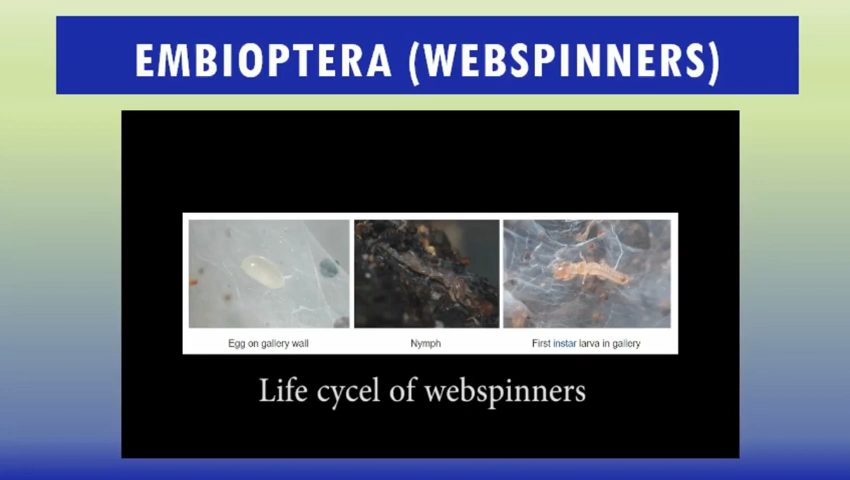 EMBIOPTERA (WEBSPINNERS)
Egg on gallery wall
Nymph
First instar larva in gallery
Life cycel of webspinners